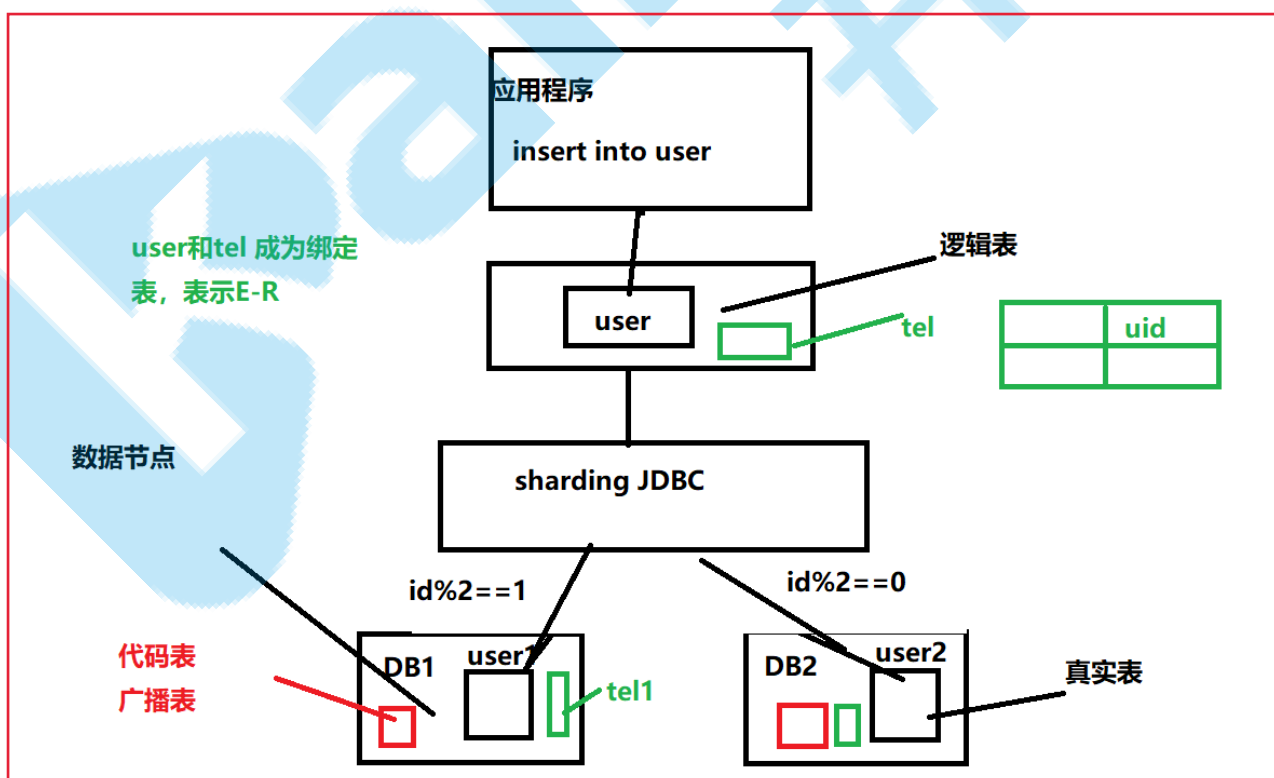 应用程序
insert into user
user和tel 成为绑定
表，表示E-R
逻辑表
user
tel
uid
数据节点
sharding JDBC
id%2==1
id%2==0
代码表
广播表
DB1
user1
tel1
DB2
user2
真实表